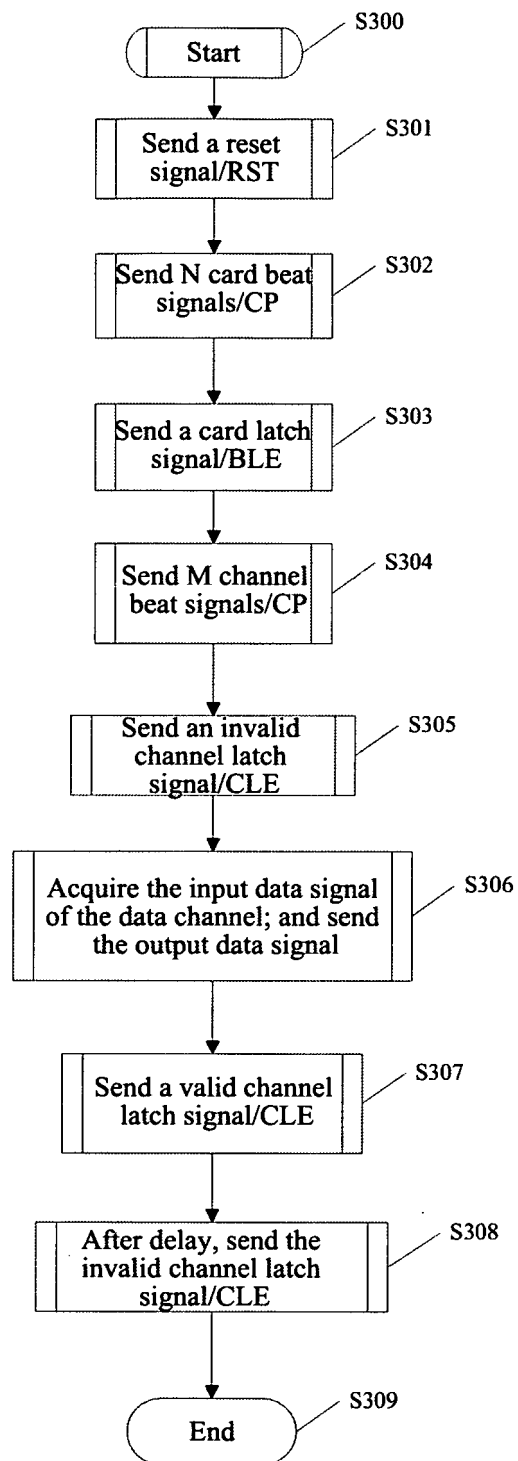 S300
Start
S301
Send a reset
signal/RST
S302
Send N card beat
signals/CP
S303
Send a card latch
signal/BLE
S304
Send M channel
beat signals/CP
S305
Send an invalid
channel latch
signal/CLE
S306
Acquire the input data signal
of the data channel; and send
the output data signal
S307
Send a valid channel
latch signal/CLE
S308
After delay, send the
invalid channel latch
signal/CLE
S309
End